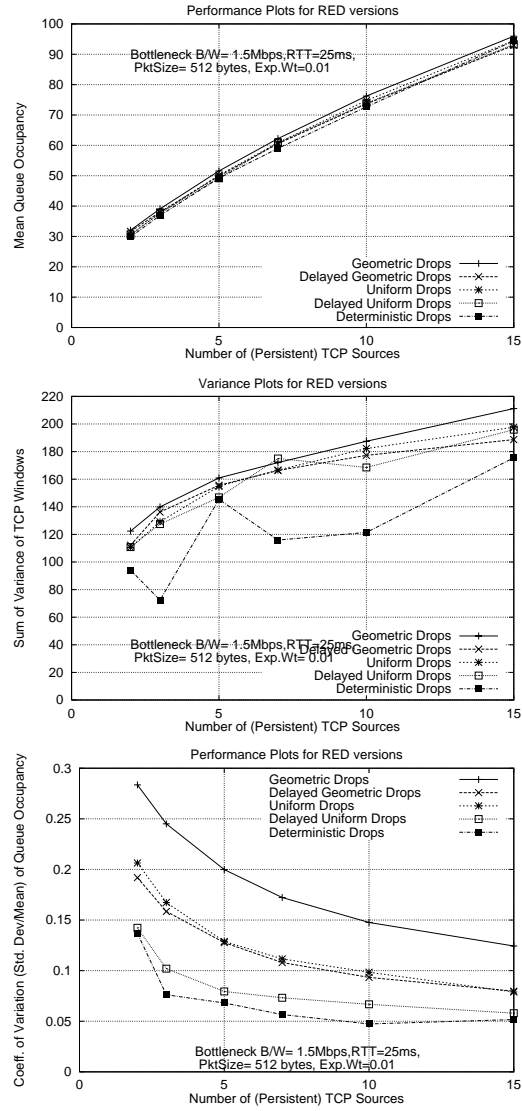 Performance Plots for RED versions
100
90
80
70
60
50
40
30
20
10
0
Mean Queue Occupancy
Bottleneck B/W= 1.5Mbps,RTT=25ms,
PktSize= 512 bytes, Exp.Wt=0.01
Geometric Drops
Delayed Geometric Drops
Uniform Drops
Delayed Uniform Drops
Deterministic Drops
0 5 10 15
Number of (Persistent) TCP Sources
Variance Plots for RED versions
220
200
180
160
140
120
100
80
60
40
20
0
Sum of Variance of TCP Windows
Geometric Drops
Bottleneck B/W= 1.5Mbps,RTT=25ms,
Delayed Geometric Drops
PktSize= 512 bytes, Exp.Wt= 0.01
Uniform Drops
Delayed Uniform Drops
Deterministic Drops
0 5 10 15
Number of (Persistent) TCP Sources
Performance Plots for RED versions
0.3
0.25
0.2
0.15
0.1
0.05
0
Coeff. of Variation (Std. Dev/Mean) of Queue Occupancy
Geometric Drops
Delayed Geometric Drops
Uniform Drops
Delayed Uniform Drops
Deterministic Drops
Bottleneck B/W= 1.5Mbps,RTT=25ms,
PktSize= 512 bytes, Exp.Wt=0.01
0 5 10 15
Number of (Persistent) TCP Sources